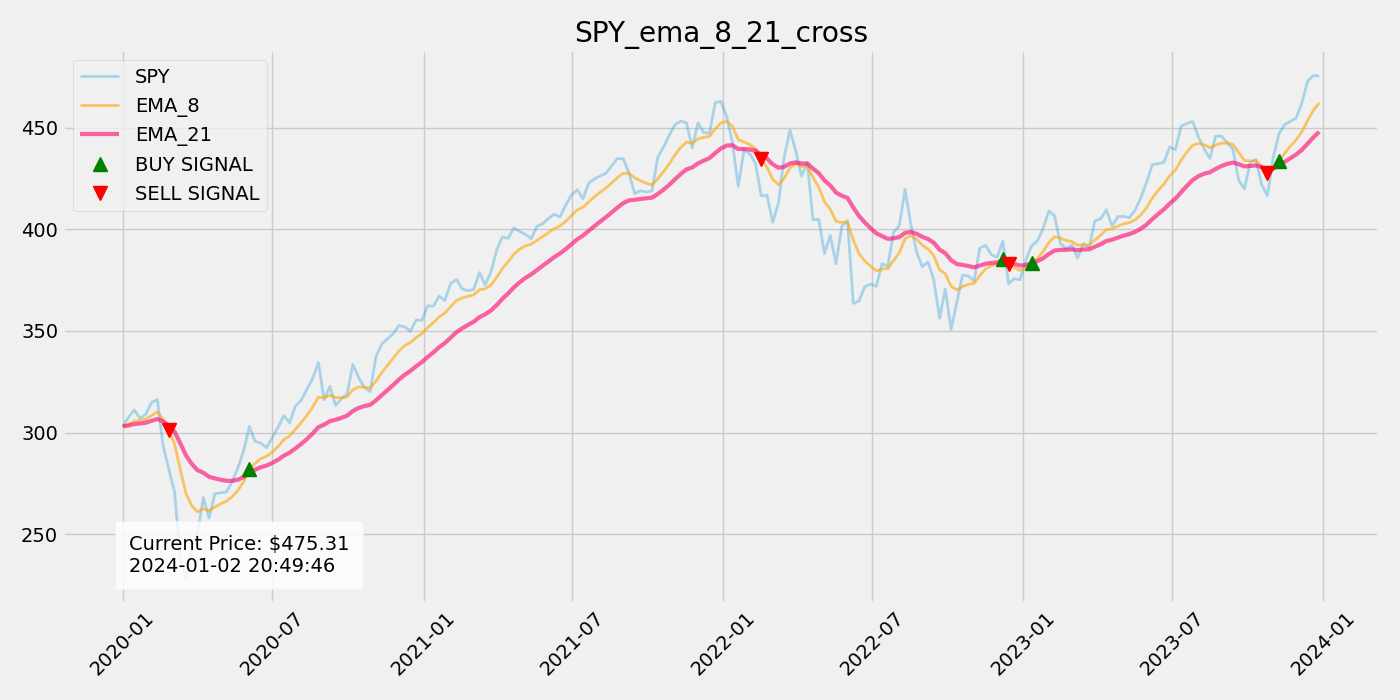 SPY_ema_8_21_cross
SPY
EMA_8
EMA_21
BUY SIGNAL
SELL SIGNAL
450
400
350
300
250
Current Price: $475.31
2024-01-02 20:49:46
2020-01
2020-07
2021-01
2021-07
2022-01
2022-07
2023-01
2023-07
2024-01